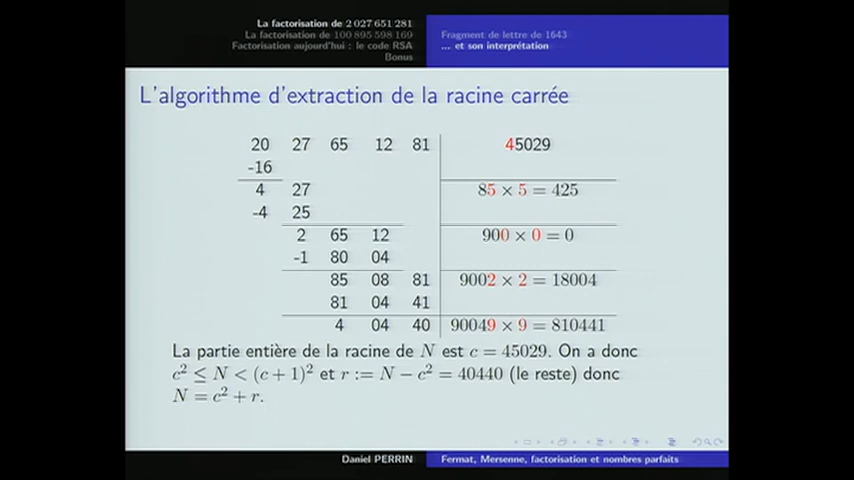 La factorisation de 2 027 651 281
La factorisation de 100 895 598 169
Factorisation aujourd'hui : le code RSA
Bonus
Fragment de lettre de 1643
... et son interprétation
L'algorithme d'extraction de la racine carrée
20 27 65 12 81 45029
-16
4 27 85 × 5 = 425
-4 25
2 65 12 900 × 0 = 0
-1 80 04
85 08 81 9002 × 2 = 18004
81 04 41
4 04 40 90049 × 9 = 810441
La partie entière de la racine de N est c = 45029. On a donc
c² ≤ N < (c + 1)² et r := N − c² = 40440 (le reste) donc
N = c² + r.
Daniel PERRIN
Fermat, Mersenne, factorisation et nombres parfaits